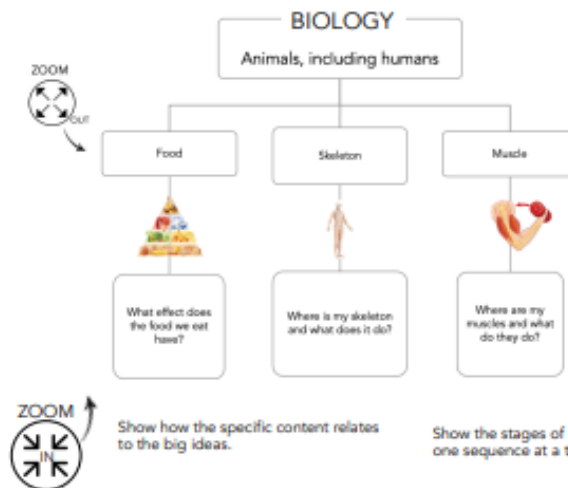 BIOLOGY
Animals, including humans
ZOOM
OUT
Food
Skeleton
Muscle
What effect does
the food we eat
have?
Where is my skeleton
and what does it do?
Where are my
muscles and what
do they do?
ZOOM
IN
Show how the specific content relates
to the big ideas.
Show the stages of
one sequence at a t